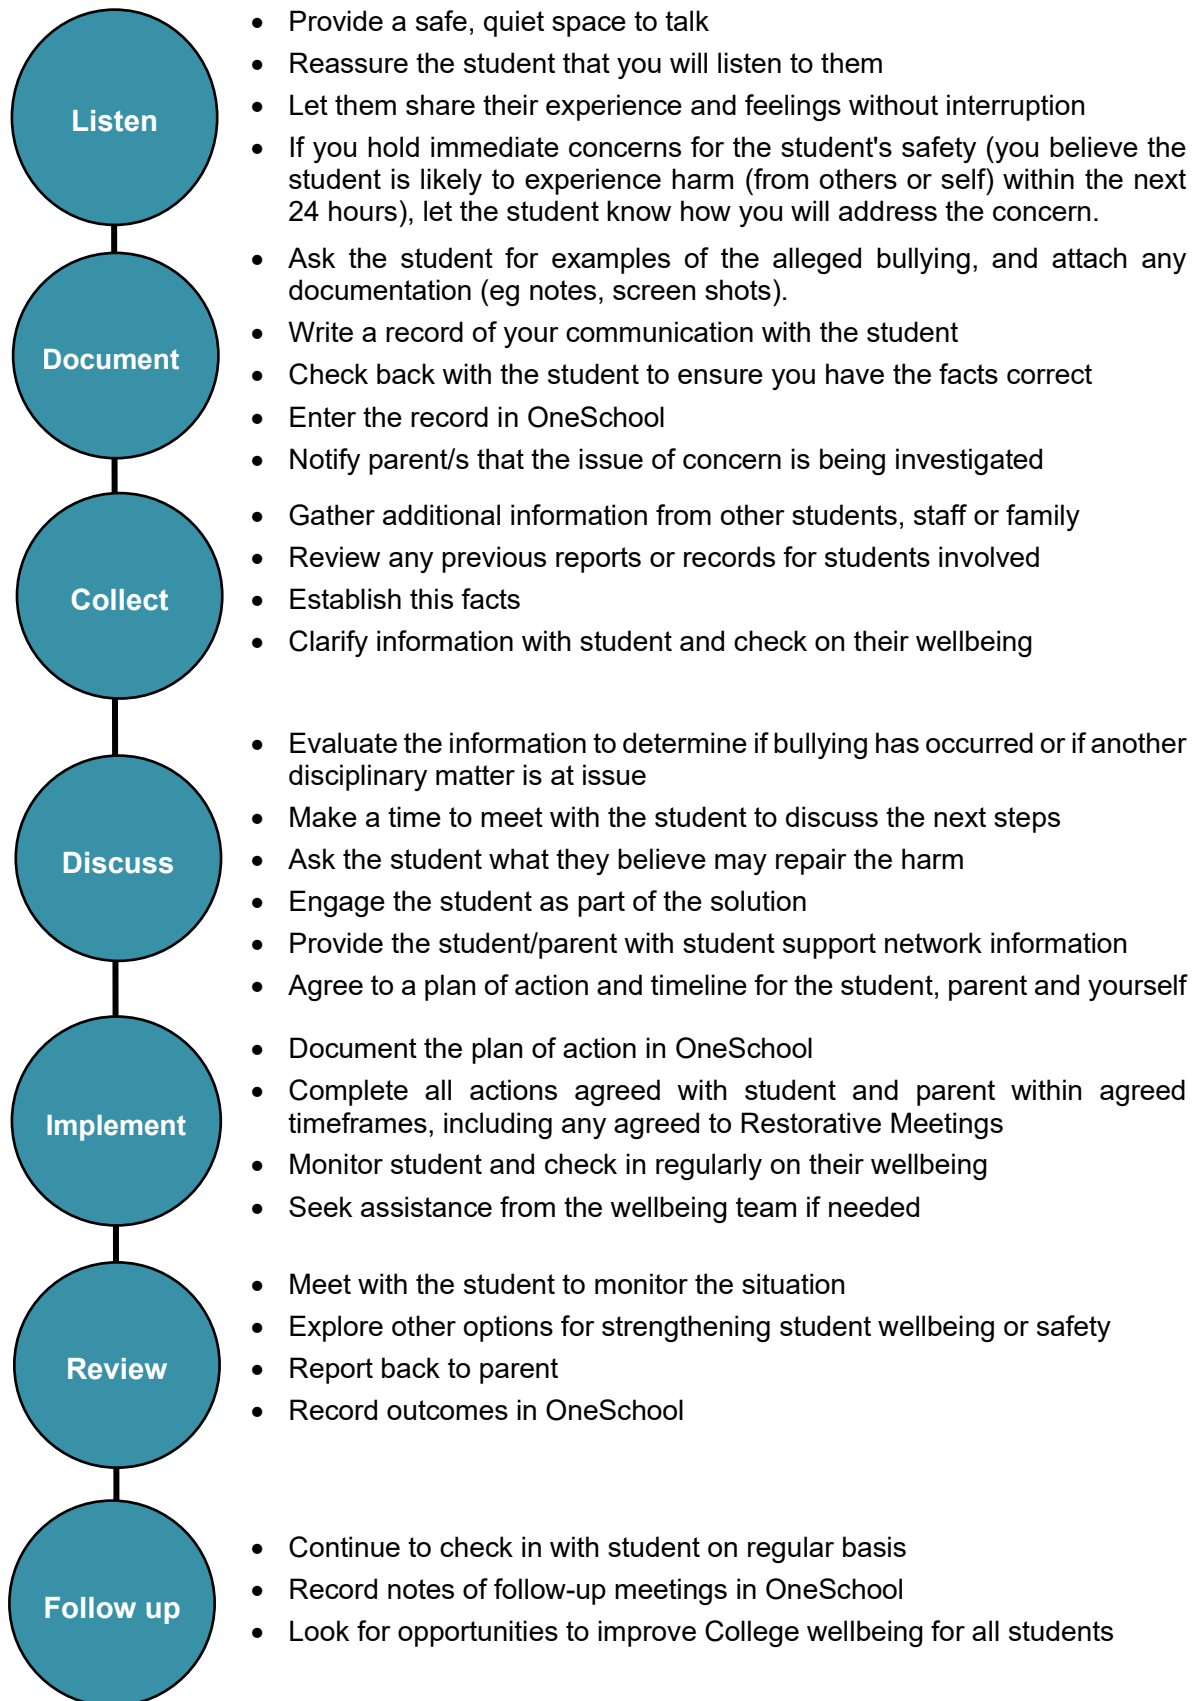 Listen
• Provide a safe, quiet space to talk
• Reassure the student that you will listen to them
• Let them share their experience and feelings without interruption
• If you hold immediate concerns for the student's safety (you believe the
student is likely to experience harm (from others or self) within the next
24 hours), let the student know how you will address the concern.
Document
• Ask the student for examples of the alleged bullying, and attach any
documentation (eg notes, screen shots).
• Write a record of your communication with the student
• Check back with the student to ensure you have the facts correct
• Enter the record in OneSchool
• Notify parent/s that the issue of concern is being investigated
Collect
• Gather additional information from other students, staff or family
• Review any previous reports or records for students involved
• Establish this facts
• Clarify information with student and check on their wellbeing
Discuss
• Evaluate the information to determine if bullying has occurred or if another
disciplinary matter is at issue
• Make a time to meet with the student to discuss the next steps
• Ask the student what they believe may repair the harm
• Engage the student as part of the solution
• Provide the student/parent with student support network information
• Agree to a plan of action and timeline for the student, parent and yourself
Implement
• Document the plan of action in OneSchool
• Complete all actions agreed with student and parent within agreed
timeframes, including any agreed to Restorative Meetings
• Monitor student and check in regularly on their wellbeing
• Seek assistance from the wellbeing team if needed
Review
• Meet with the student to monitor the situation
• Explore other options for strengthening student wellbeing or safety
• Report back to parent
• Record outcomes in OneSchool
Follow up
• Continue to check in with student on regular basis
• Record notes of follow-up meetings in OneSchool
• Look for opportunities to improve College wellbeing for all students